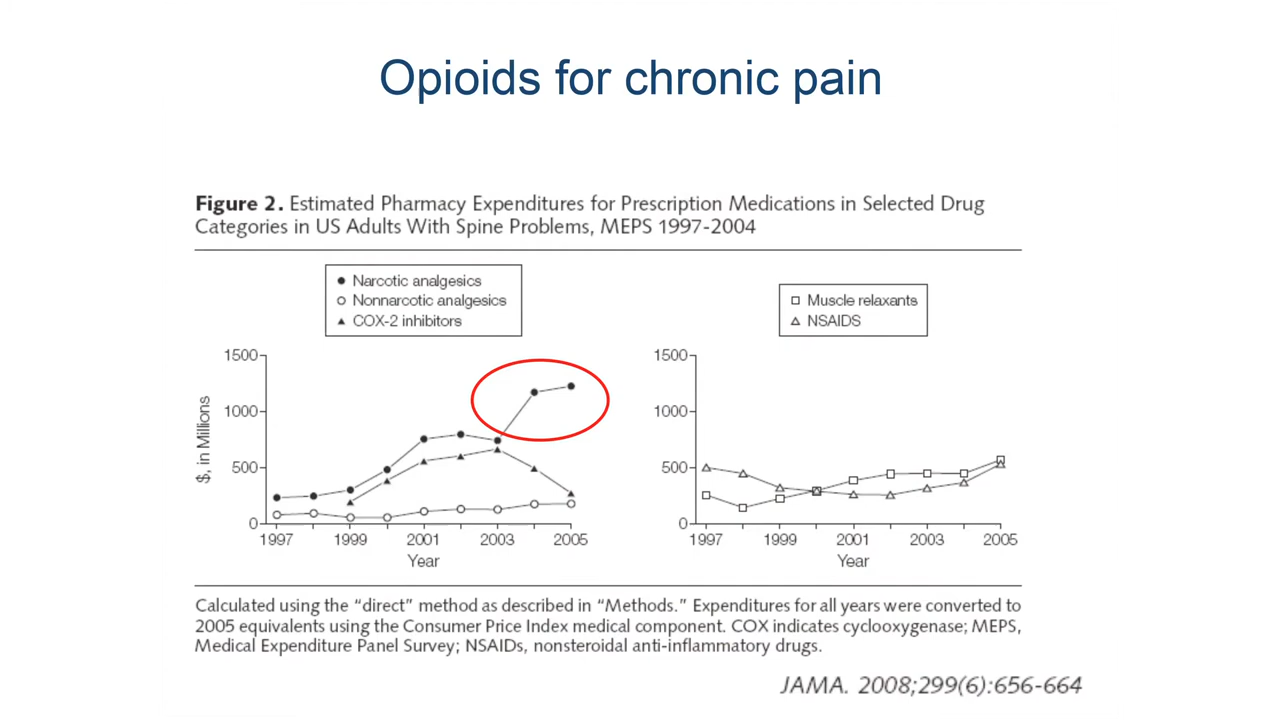 Opioids for chronic pain
Figure 2. Estimated Pharmacy Expenditures for Prescription Medications in Selected Drug
Categories in US Adults With Spine Problems, MEPS 1997-2004
Narcotic analgesics
Nonnarcotic analgesics
COX-2 inhibitors
$, in Millions
1500
1000
500
0
1997
1999
2001
2003
2005
Year
Muscle relaxants
NSAIDS
1500
1000
500
0
1997
1999
2001
2003
2005
Year
Calculated using the “direct” method as described in “Methods.” Expenditures for all years were converted to
2005 equivalents using the Consumer Price Index medical component. COX indicates cyclooxygenase; MEPS,
Medical Expenditure Panel Survey; NSAIDs, nonsteroidal anti-inflammatory drugs.
JAMA. 2008;299(6):656-664